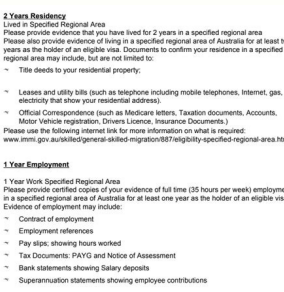 2 Years Residency
Lived in Specified Regional Area
Please provide evidence that you have lived for 2 years in a specified regional area
Please also provide evidence of living in a specified regional area of Australia for at least t
years as the holder of an eligible visa. Documents to confirm your residence in a specified
regional area may include, but are not limited to:
~ Title deeds to your residential property;
~ Leases and utility bills (such as telephone including mobile telephones, Internet, gas,
electricity that show your residential address).
~ Official Correspondence (such as Medicare letters, Taxation documents, Accounts,
Motor Vehicle registration, Drivers Licence, Insurance Documents.)
Please use the following internet link for more information on what is required:
www.immi.gov.au/skilled/general-skilled-migration/887/eligibility-specified-regional-area.htm
1 Year Employment
1 Year Work Specified Regional Area
Please provide certified copies of your evidence of full time (35 hours per week) employme
in a specified regional area of Australia for at least one year as the holder of an eligible vis
Evidence of employment may include:
~ Contract of employment
~ Employment references
~ Pay slips; showing hours worked
~ Tax Documents: PAYG and Notice of Assessment
~ Bank statements showing Salary deposits
~ Superannuation statements showing employee contributions